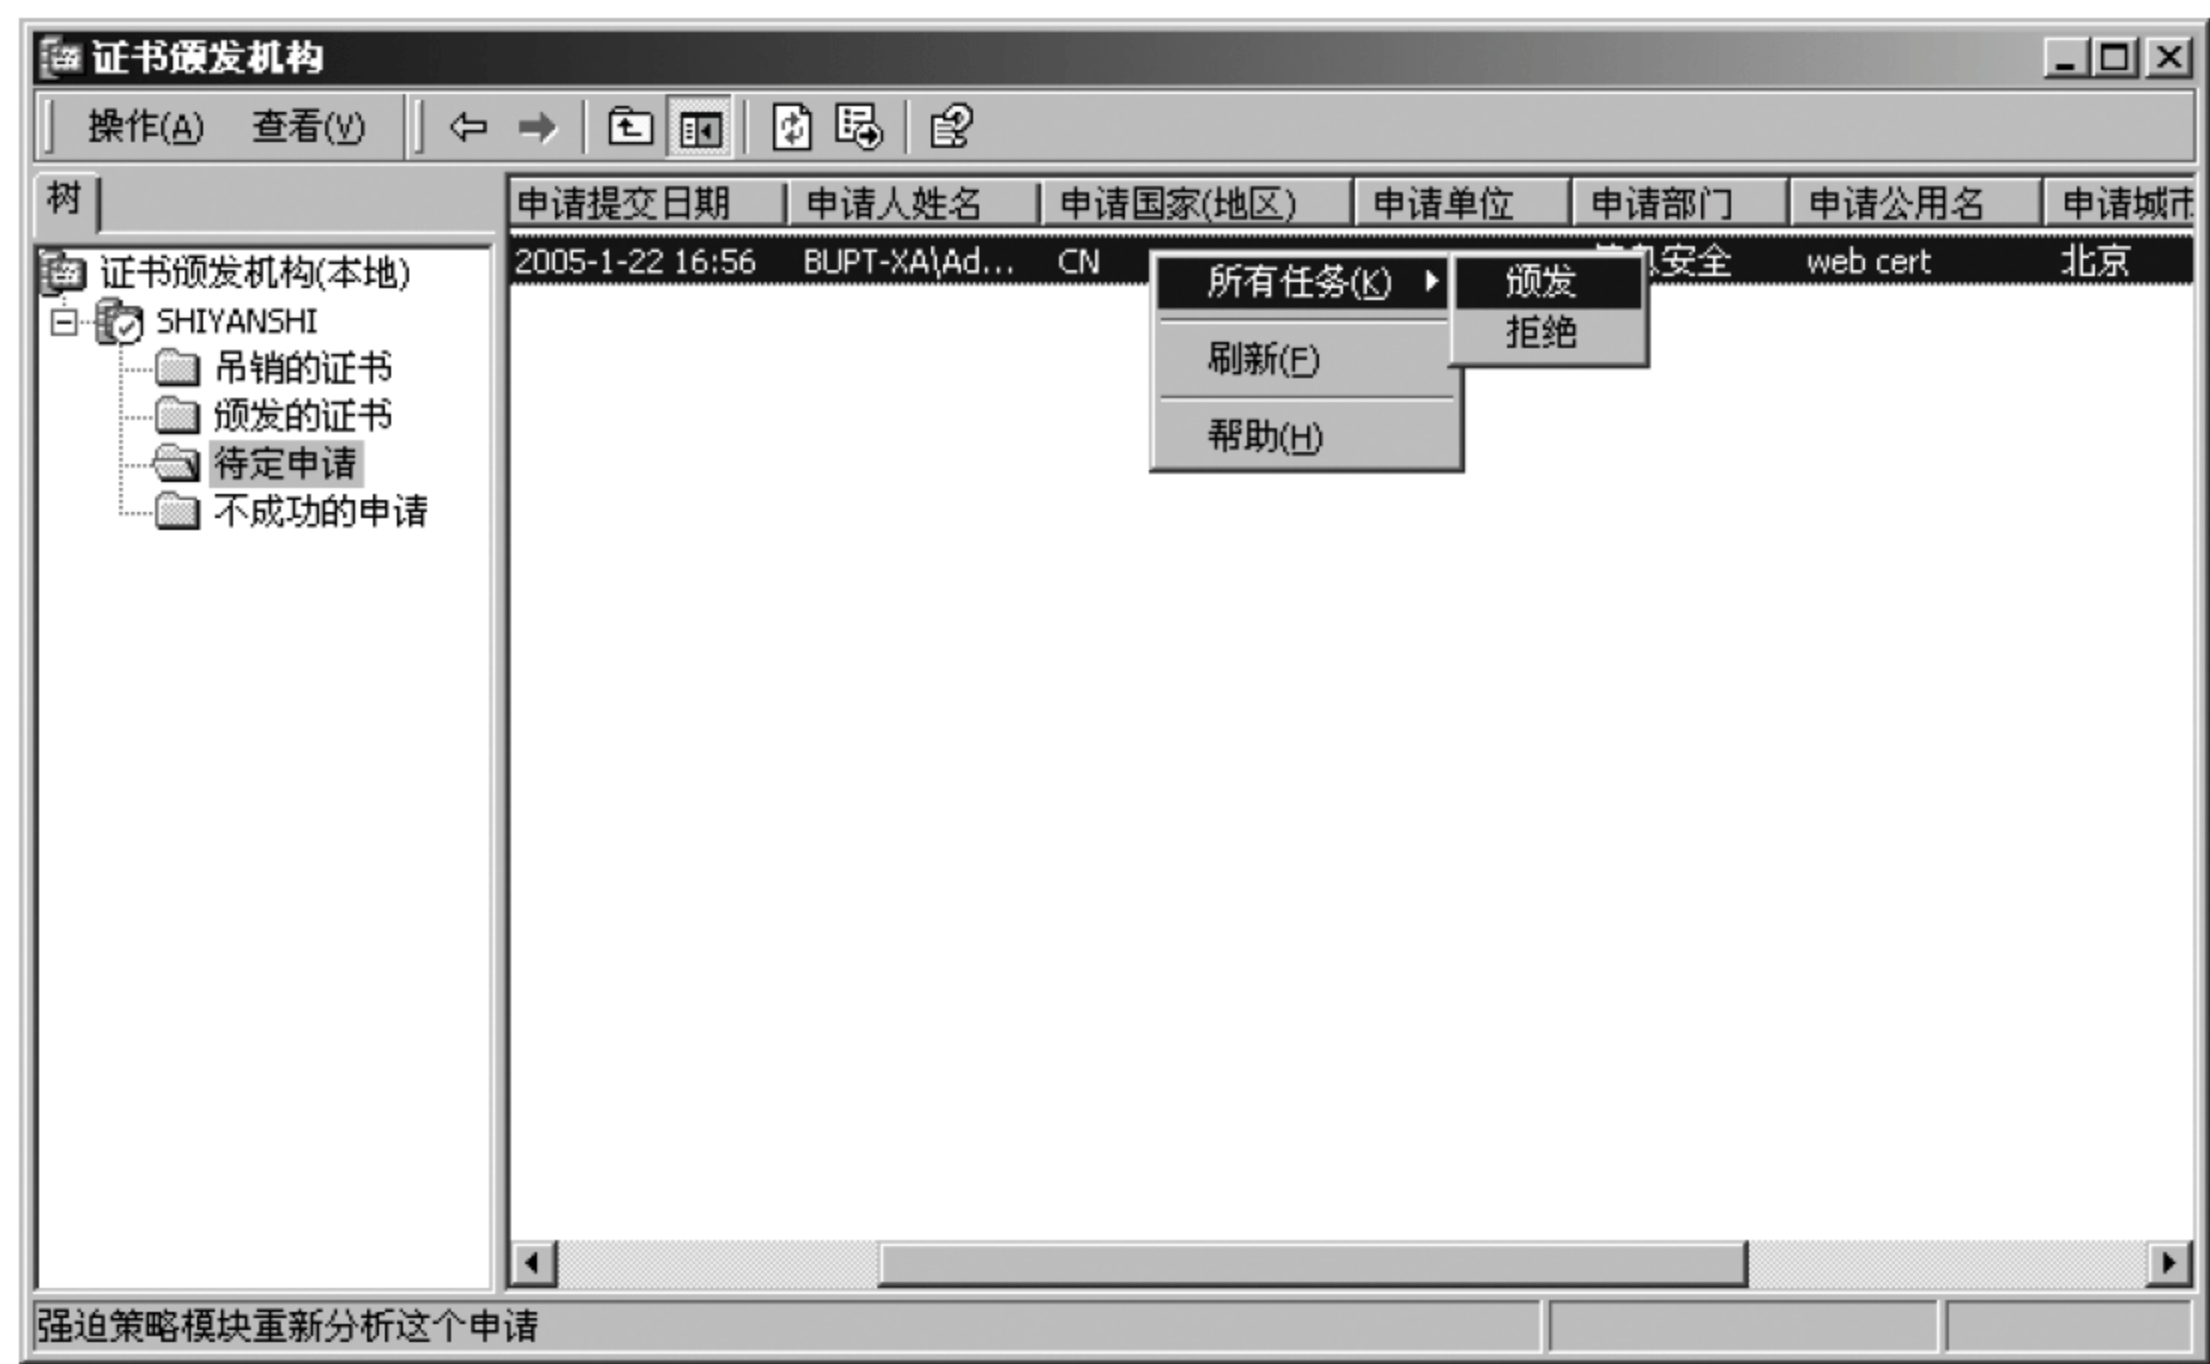 证书颁发机构
操作(A) 查看(V)
树
申请提交日期 申请人姓名 申请国家(地区) 申请单位 申请部门 申请公用名 申请城市
证书颁发机构(本地)
SHIYANSHI
吊销的证书
颁发的证书
待定申请
不成功的申请
2005-1-22 16:56 BUPT-XA\Ad... CN 信息安全 web cert 北京
所有任务(K) 颁发
拒绝
刷新(F)
帮助(H)
强迫策略模块重新分析这个申请